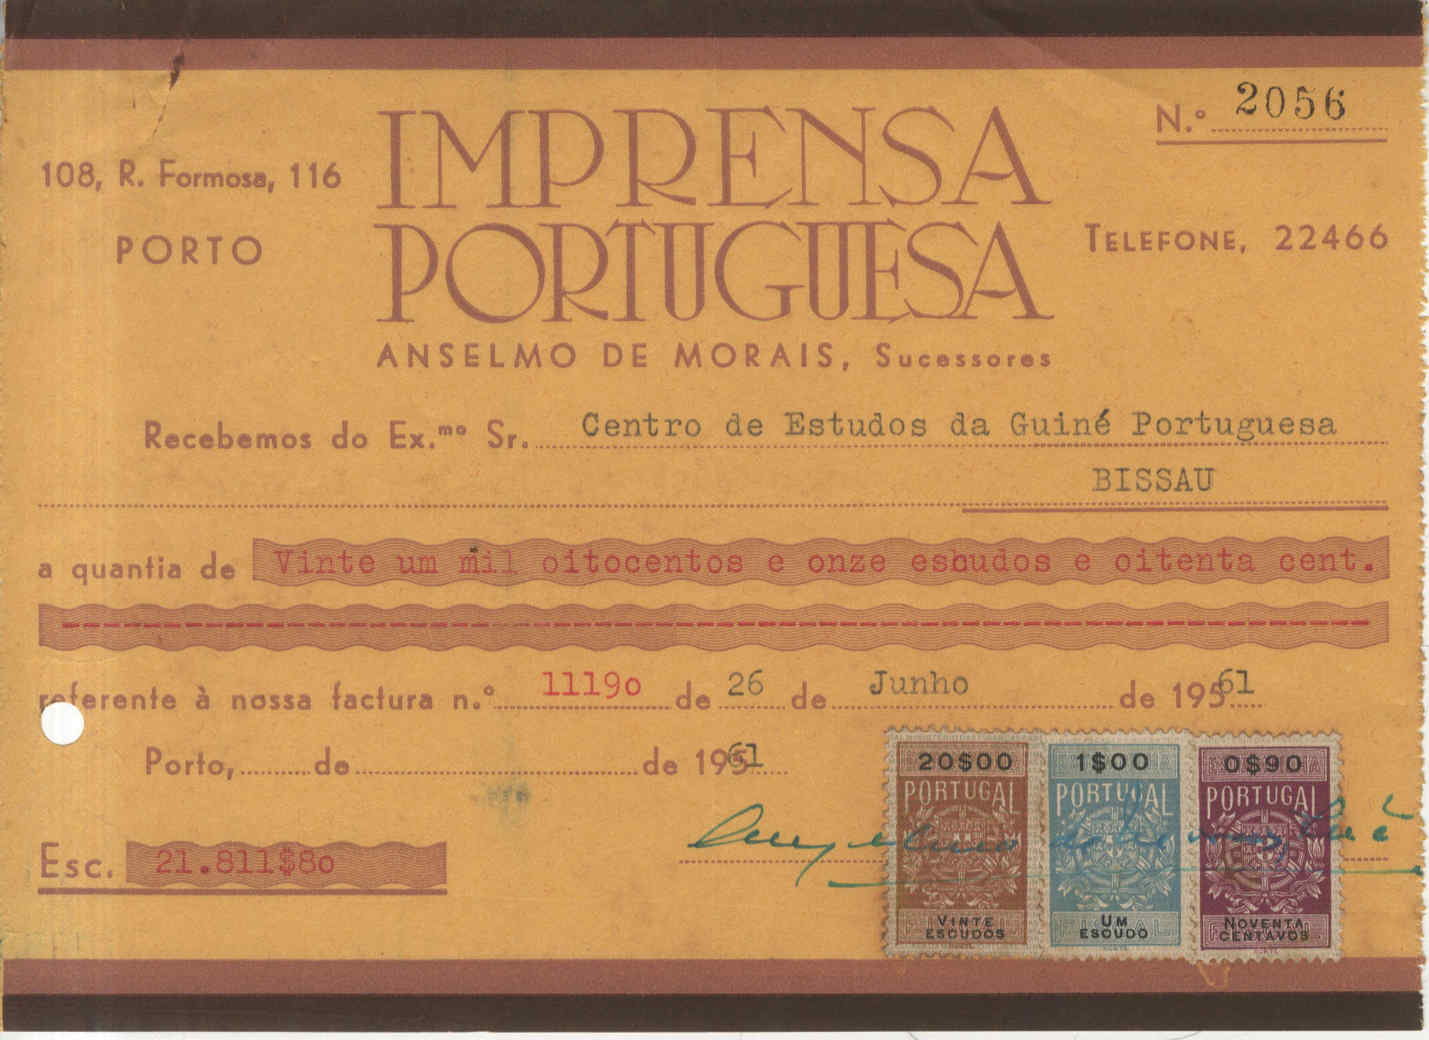 N.º 2056
108, R. Formosa, 116
IMPRENSA
PORTUGUESA
PORTO
TELEFONE, 22466
ANSELMO DE MORAIS, Sucessores
Recebemos do Ex.mo Sr. Centro de Estudos da Guiné Portuguesa
BISSAU
a quantia de Vinte um mil oitocentos e onze escudos e oitenta cent.
referente à nossa factura n.º 11190 de 26 de Junho de 19561
Porto, de de 19561
Esc. 21.811$80
20$00
PORTUGAL
VINTE
ESCUDOS
1$00
PORTUGAL
UM
ESCUDO
0$90
PORTUGAL
NOVENTA
CENTAVOS